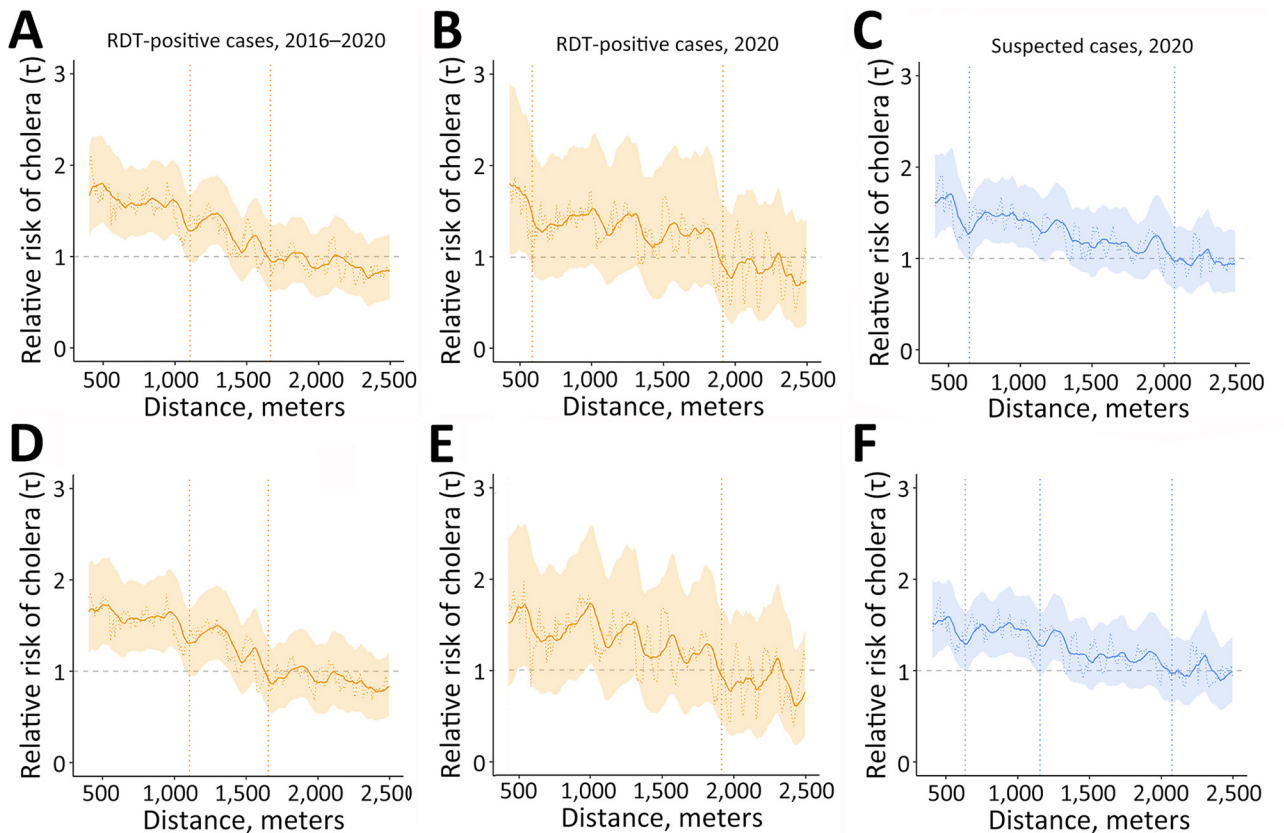 A
RDT-positive cases, 2016–2020
Relative risk of cholera (τ)
3
2
1
0
500 1,000 1,500 2,000 2,500
Distance, meters
B
RDT-positive cases, 2020
Relative risk of cholera (τ)
3
2
1
0
500 1,000 1,500 2,000 2,500
Distance, meters
C
Suspected cases, 2020
Relative risk of cholera (τ)
3
2
1
0
500 1,000 1,500 2,000 2,500
Distance, meters
D
Relative risk of cholera (τ)
3
2
1
0
500 1,000 1,500 2,000 2,500
Distance, meters
E
Relative risk of cholera (τ)
3
2
1
0
500 1,000 1,500 2,000 2,500
Distance, meters
F
Relative risk of cholera (τ)
3
2
1
0
500 1,000 1,500 2,000 2,500
Distance, meters